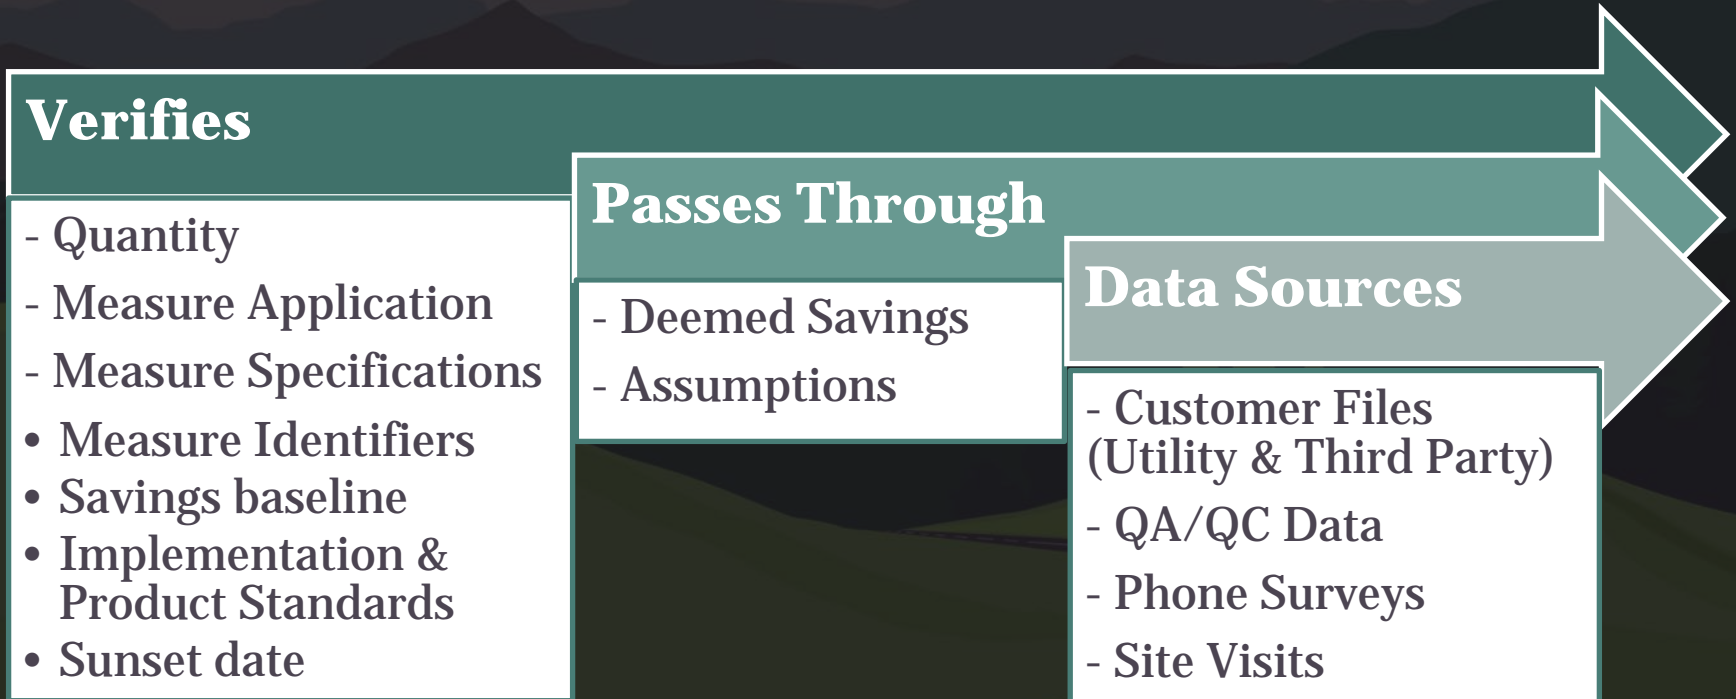 Verifies
- Quantity
- Measure Application
- Measure Specifications
• Measure Identifiers
• Savings baseline
• Implementation &
Product Standards
• Sunset date
Passes Through
- Deemed Savings
- Assumptions
Data Sources
- Customer Files
(Utility & Third Party)
- QA/QC Data
- Phone Surveys
- Site Visits